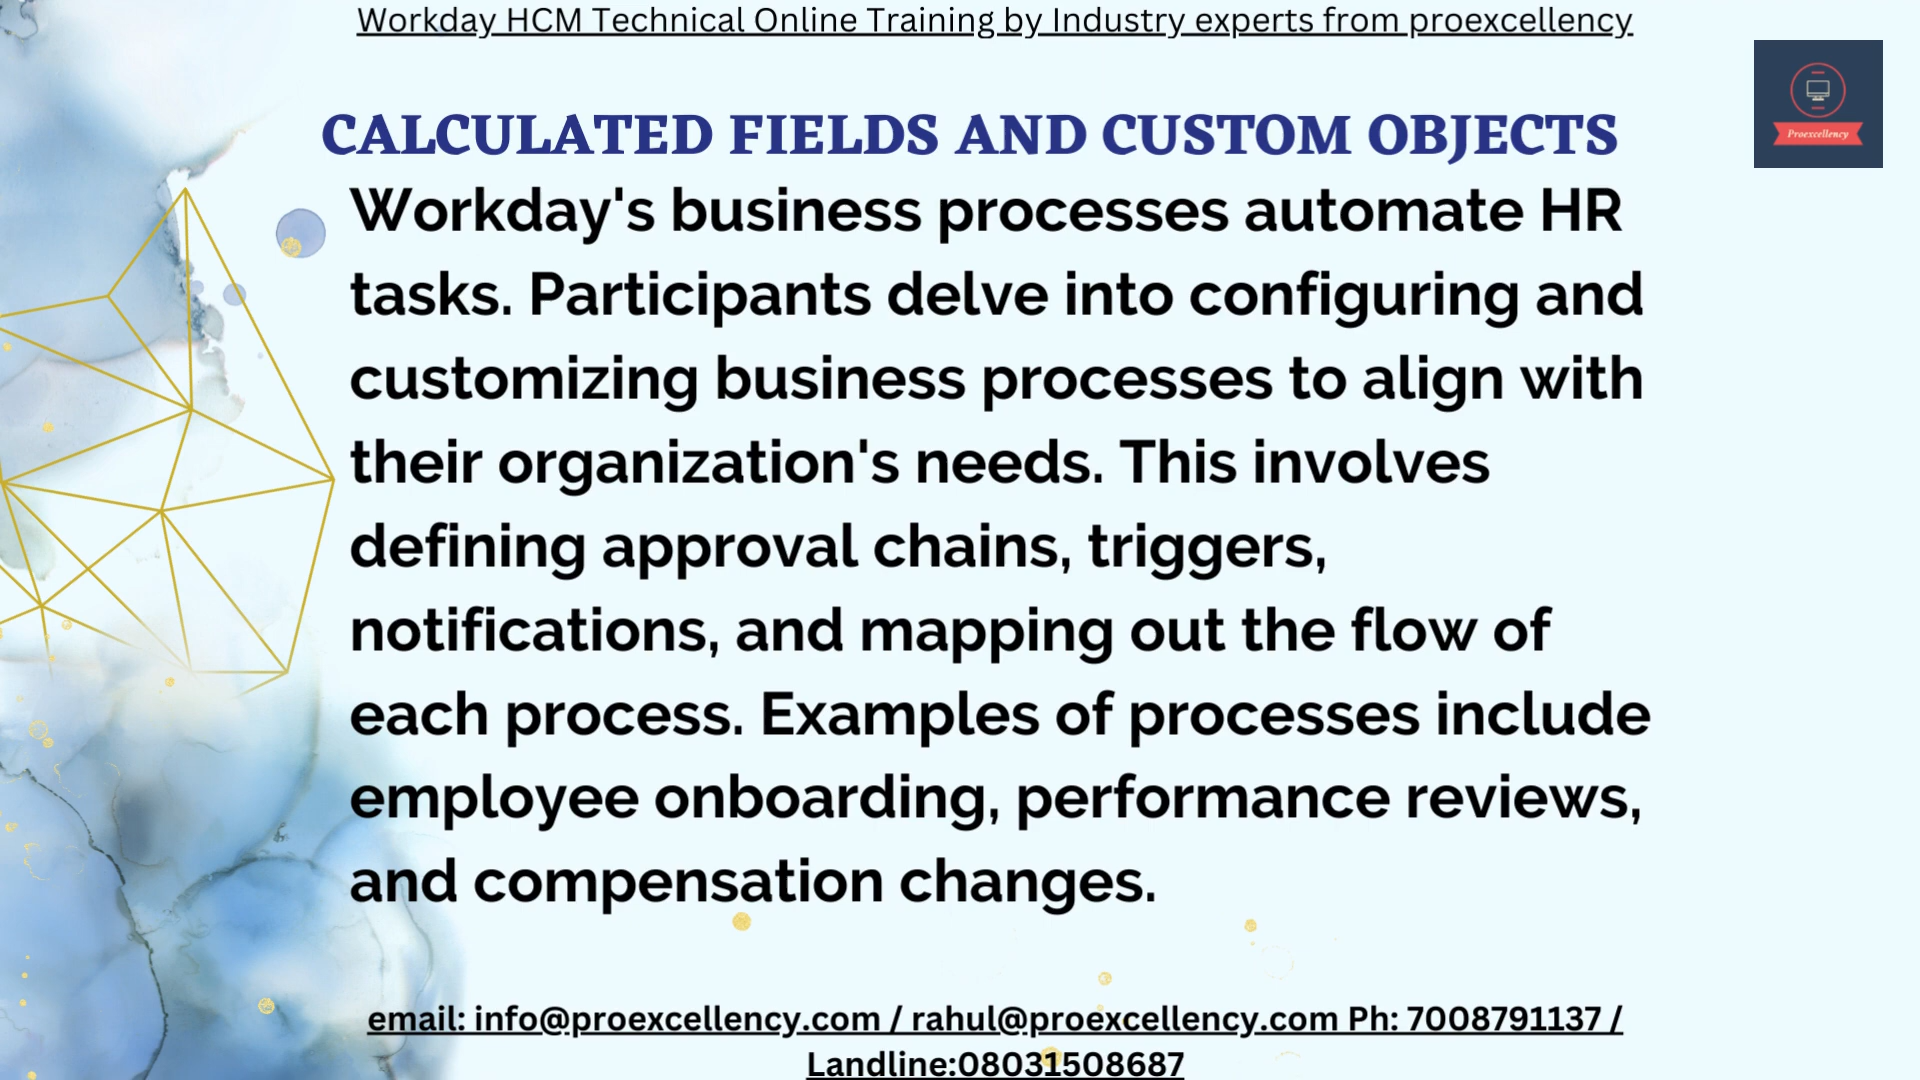 Workday HCM Technical Online Training by Industry experts from proexcellency
Proexcellency
CALCULATED FIELDS AND CUSTOM OBJECTS
Workday's business processes automate HR
tasks. Participants delve into configuring and
customizing business processes to align with
their organization's needs. This involves
defining approval chains, triggers,
notifications, and mapping out the flow of
each process. Examples of processes include
employee onboarding, performance reviews,
and compensation changes.
email: info@proexcellency.com / rahul@proexcellency.com Ph: 7008791137 /
Landline:08031508687